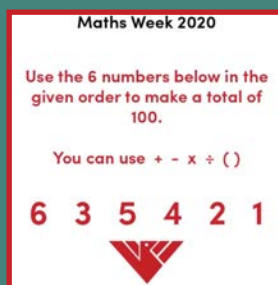 Maths Week 2020
Use the 6 numbers below in the
given order to make a total of
100.
You can use + - x ÷ ( )
6 3 5 4 2 1